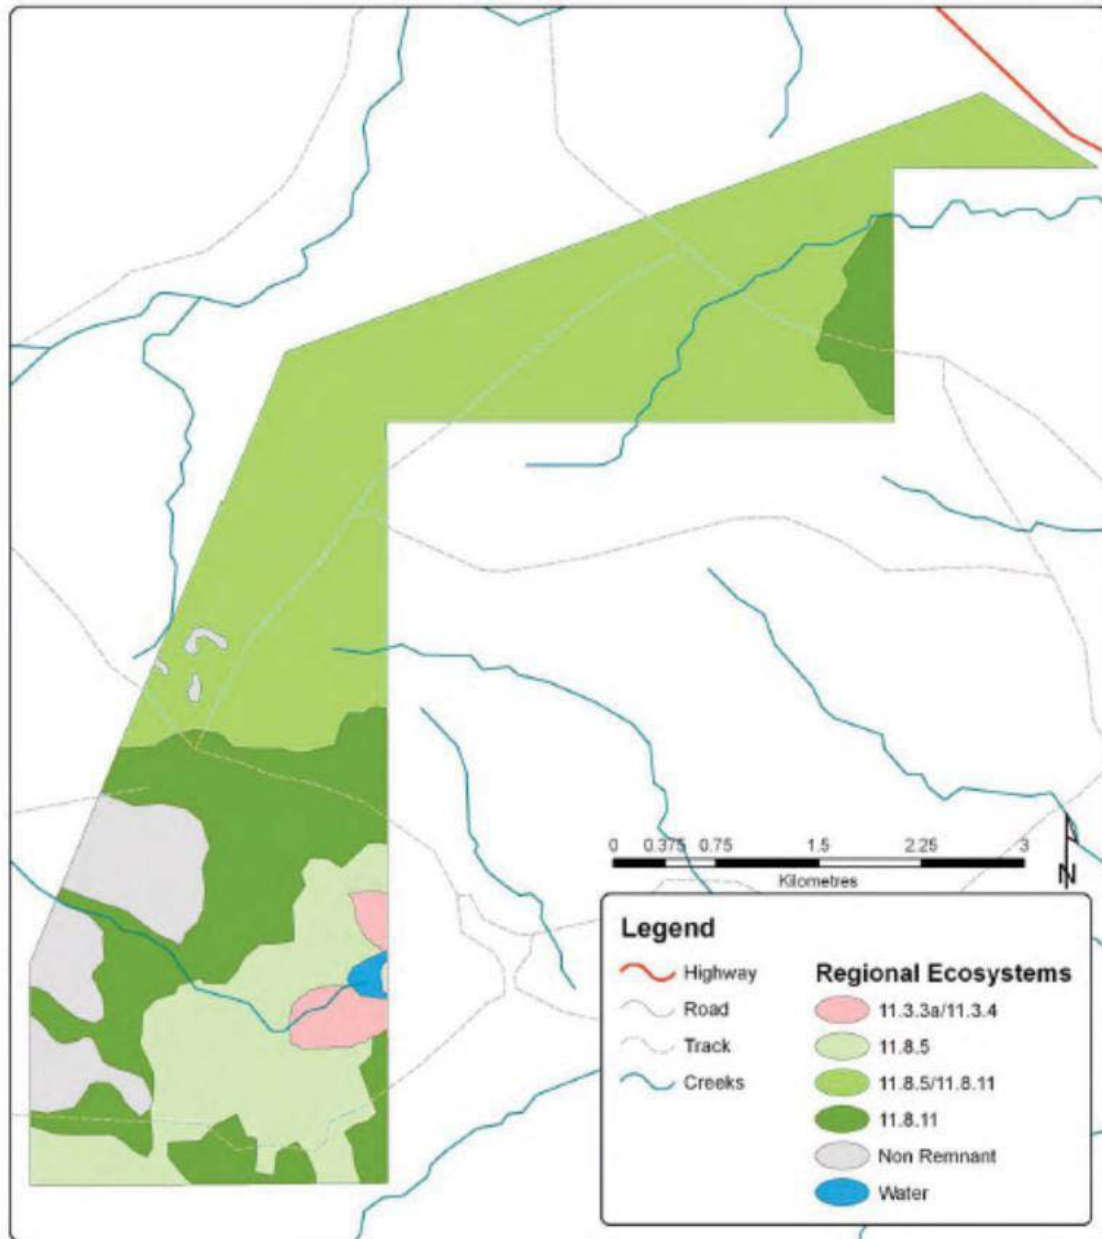 0 0.375 0.75 1.5 2.25 3
Kilometres
N
Legend
Highway
Road
Track
Creeks
Regional Ecosystems
11.3.3a/11.3.4
11.8.5
11.8.5/11.8.11
11.8.11
Non Remnant
Water